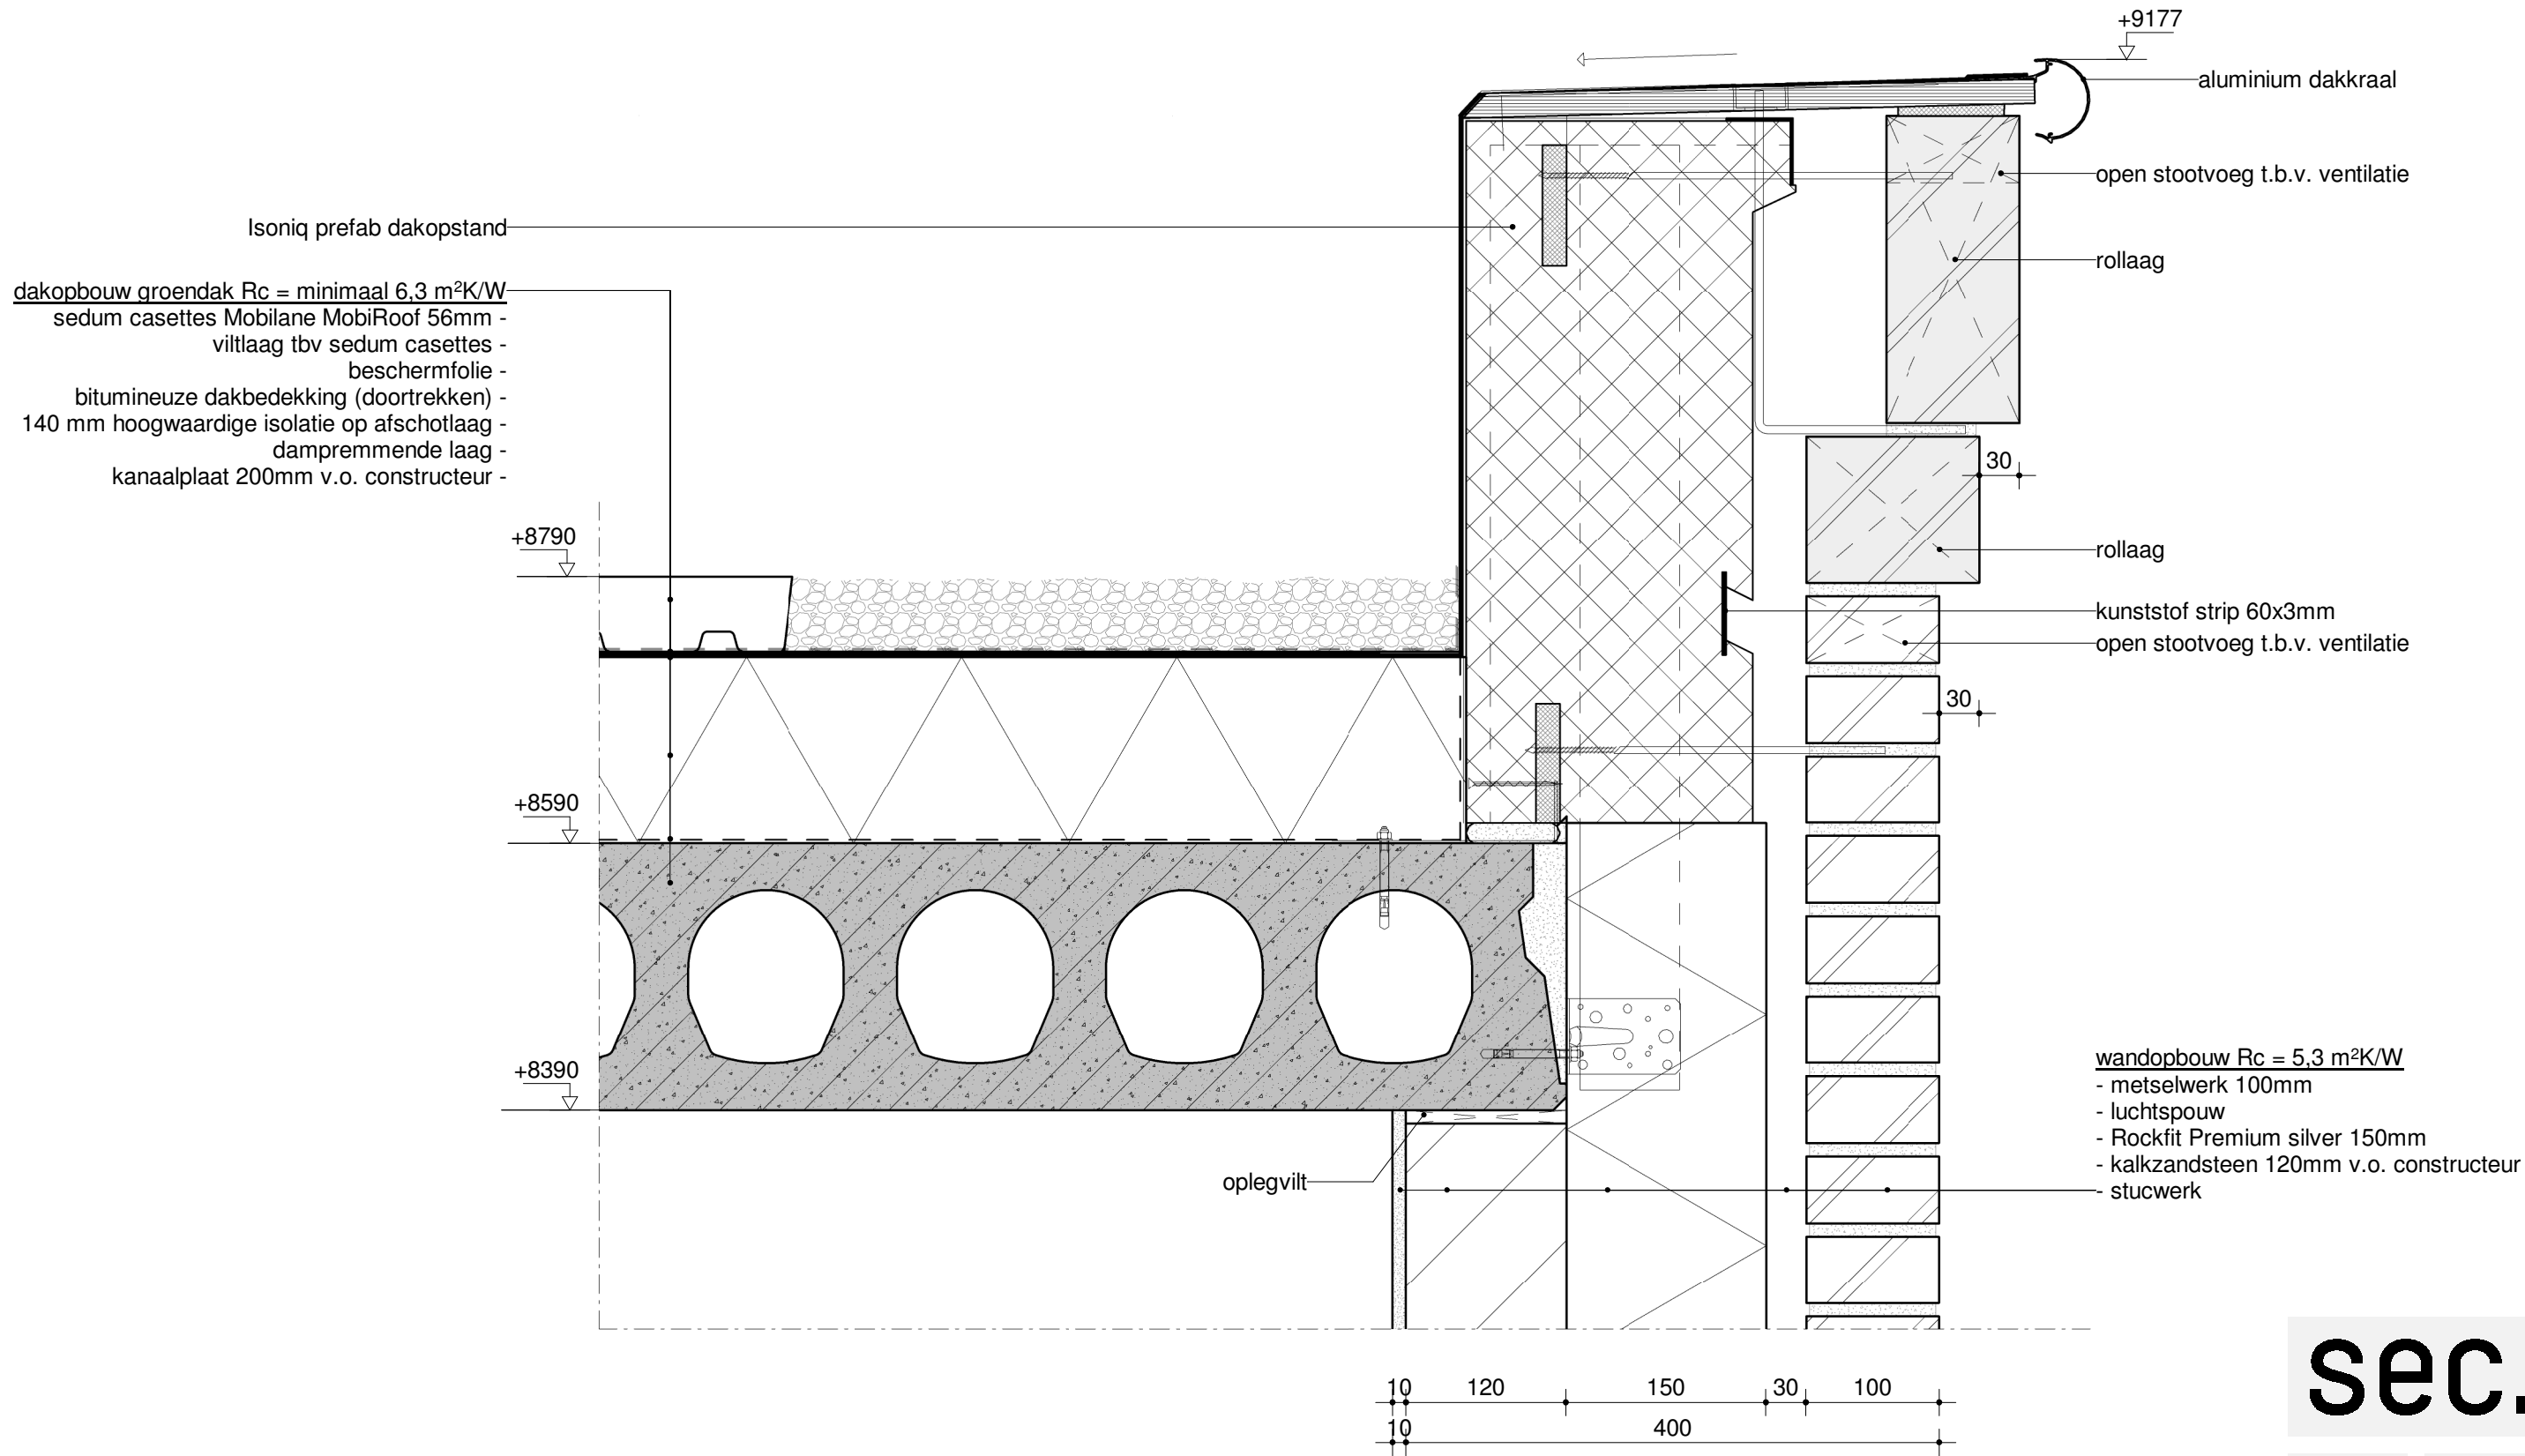 +9177
aluminium dakkraal
open stootvoeg t.b.v. ventilatie
Isoniq prefab dakopstand
rollaag
dakopbouw groendak Rc = minimaal 6,3 m²K/W
sedum casettes Mobilane MobiRoof 56mm -
viltlaag tbv sedum casettes -
beschermfolie -
bitumineuze dakbedekking (doortrekken) -
140 mm hoogwaardige isolatie op afschotlaag -
dampremmende laag -
kanaalplaat 200mm v.o. constructeur -
30
+8790
rollaag
kunststof strip 60x3mm
open stootvoeg t.b.v. ventilatie
30
+8590
+8390
wandopbouw Rc = 5,3 m²K/W
- metselwerk 100mm
- luchtspouw
- Rockfit Premium silver 150mm
- kalkzandsteen 120mm v.o. constructeur
- stucwerk
oplegvilt
10 120 150 30 100
10 400
sec.